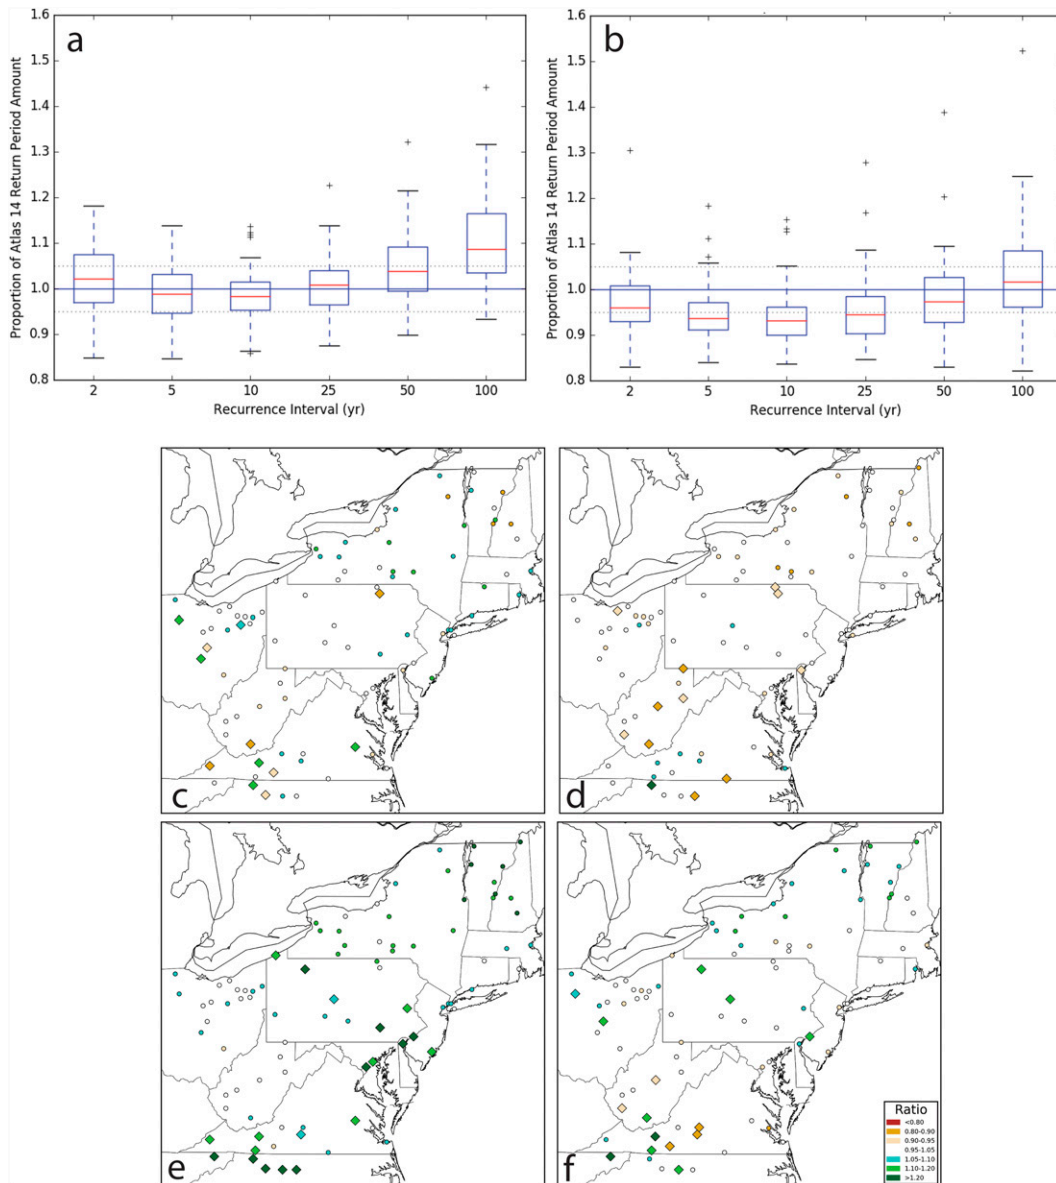 a
b
1.6
1.5
1.4
1.3
1.2
1.1
1.0
0.9
0.8
Proportion of Atlas 14 Return Period Amount
2 5 10 25 50 100
Recurrence Interval (yr)
1.6
1.5
1.4
1.3
1.2
1.1
1.0
0.9
0.8
Proportion of Atlas 14 Return Period Amount
2 5 10 25 50 100
Recurrence Interval (yr)
c
d
e
f
Ratio
<0.80
0.80-0.90
0.90-0.95
0.95-1.05
1.05-1.10
1.10-1.20
>1.20